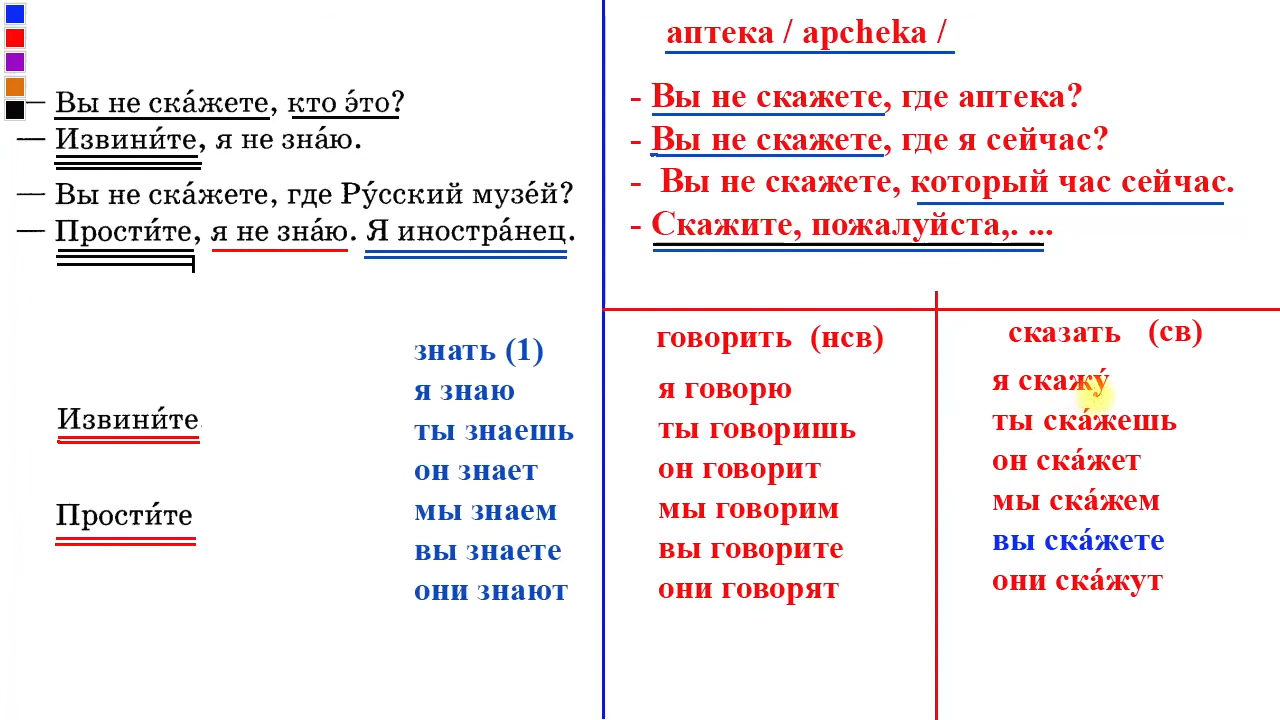 — Вы не ска́жете, кто э́то?
— Извини́те, я не зна́ю.
— Вы не ска́жете, где Ру́сский музе́й?
— Прости́те, я не зна́ю. Я иностра́нец.
Извини́те
Прости́те
знать (1)
я знаю
ты знаешь
он знает
мы знаем
вы знаете
они знают
аптека / apcheka /
- Вы не скажете, где аптека?
- Вы не скажете, где я сейчас?
- Вы не скажете, который час сейчас.
- Скажите, пожалуйста,. ...
говорить (нсв)
я говорю
ты говоришь
он говорит
мы говорим
вы говорите
они говорят
сказать (св)
я скажу́
ты ска́жешь
он ска́жет
мы ска́жем
вы ска́жете
они ска́жут